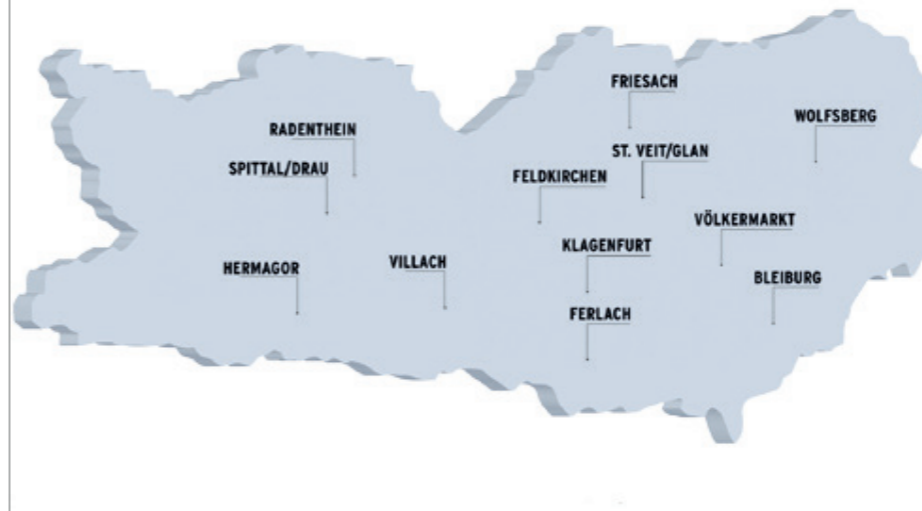 FRIESACH
WOLFSBERG
RADENTHEIN
ST. VEIT/GLAN
SPITTAL/DRAU
FELDKIRCHEN
VÖLKERMARKT
KLAGENFURT
VILLACH
HERMAGOR
BLEIBURG
FERLACH